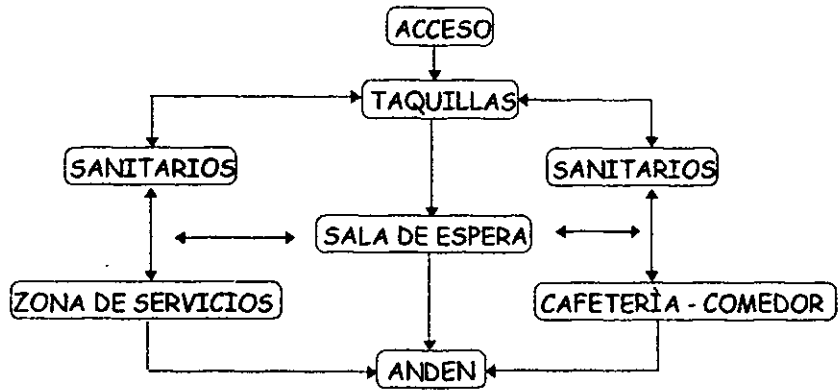 ACCESO
TAQUILLAS
SANITARIOS
SANITARIOS
SALA DE ESPERA
ZONA DE SERVICIOS
CAFETERÌA - COMEDOR
ANDEN